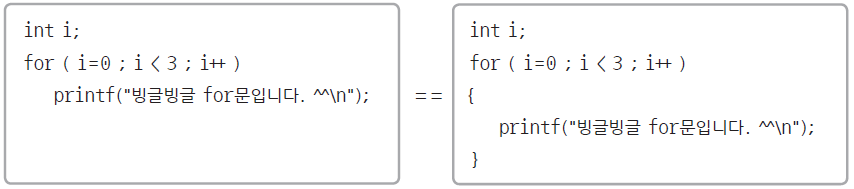 int i;
for ( i=0 ; i < 3 ; i++ )
printf("빙글빙글 for문입니다. ^^\n");
==
int i;
for ( i=0 ; i < 3 ; i++ )
{
printf("빙글빙글 for문입니다. ^^\n");
}